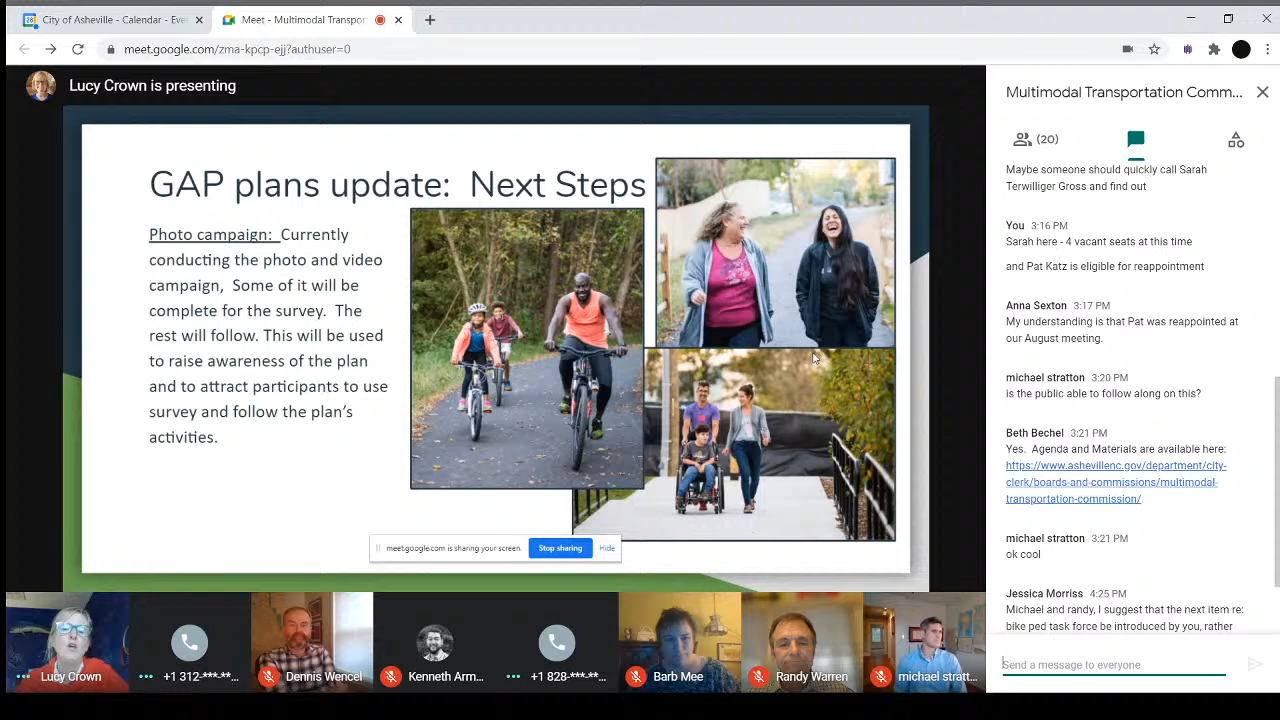 City of Asheville - Calendar - Eve
Meet - Multimodal Transpor
meet.google.com/zma-kpcp-ejj?authuser=0
Lucy Crown is presenting
GAP plans update: Next Steps
Photo campaign: Currently
conducting the photo and video
campaign, Some of it will be
complete for the survey. The
rest will follow. This will be used
to raise awareness of the plan
and to attract participants to use
survey and follow the plan's
activities.
meet.google.com is sharing your screen.
Stop sharing
Hide
Lucy Crown
+1 312-***-**...
Dennis Wencel
Kenneth Arm...
+1 828-***-**...
Barb Mee
Randy Warren
michael stratt...
Multimodal Transportation Comm...
(20)
Maybe someone should quickly call Sarah
Terwilliger Gross and find out
You 3:16 PM
Sarah here - 4 vacant seats at this time
and Pat Katz is eligible for reappointment
Anna Sexton 3:17 PM
My understanding is that Pat was reappointed at
our August meeting.
michael stratton 3:20 PM
is the public able to follow along on this?
Beth Bechel 3:21 PM
Yes. Agenda and Materials are available here:
https://www.ashevillenc.gov/department/city-
clerk/boards-and-commissions/multimodal-
transportation-commission/
michael stratton 3:21 PM
ok cool
Jessica Morriss 4:25 PM
Michael and randy, I suggest that the next item re:
bike ped task force be introduced by you, rather
Send a message to everyone